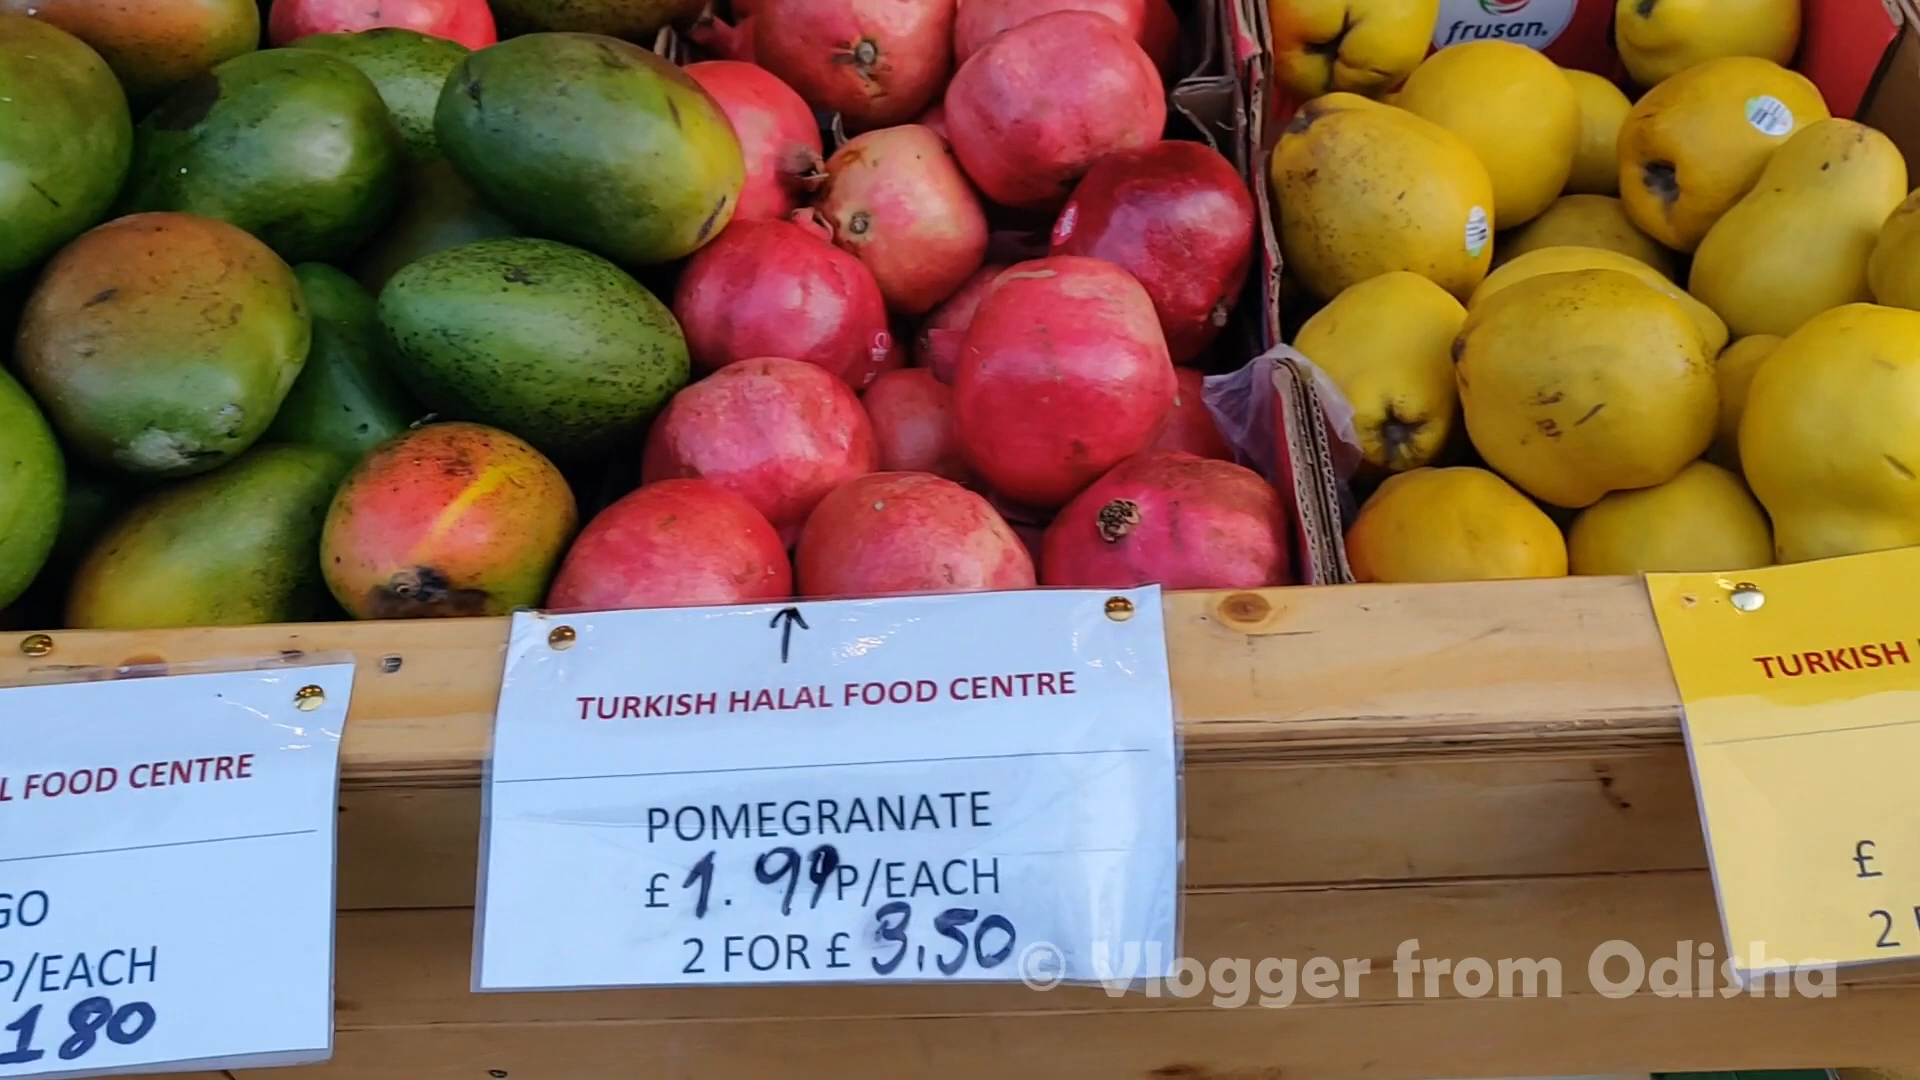 frusan.
L FOOD CENTRE
GO
P/EACH
180
TURKISH HALAL FOOD CENTRE
POMEGRANATE
£1.99P/EACH
2 FOR £ 3.50
TURKISH
£
2
© Vlogger from Odisha